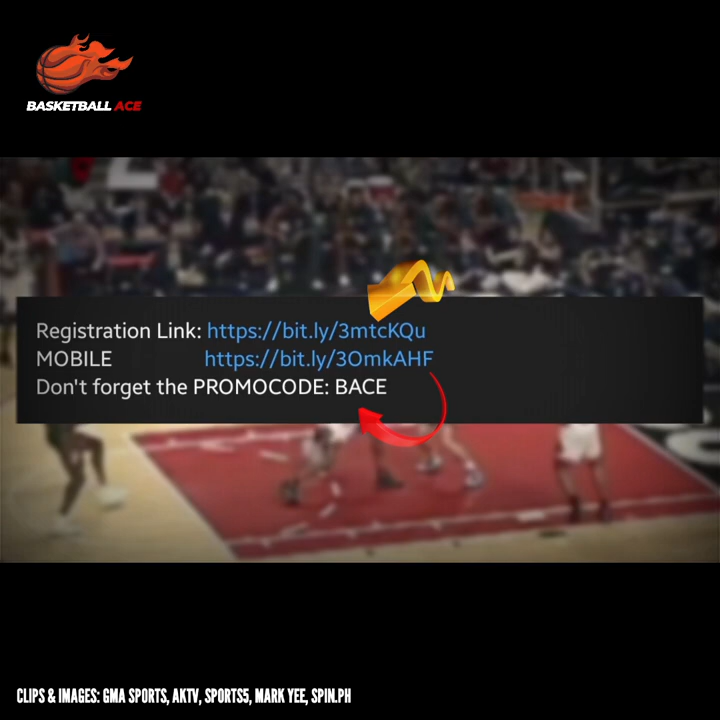 BASKETBALL ACE
Registration Link: https://bit.ly/3mtcKQu
MOBILE https://bit.ly/3OmkAHF
Don't forget the PROMOCODE: BACE
CLIPS & IMAGES: GMA SPORTS, AKTV, SPORTS5, MARK YEE, SPIN.PH